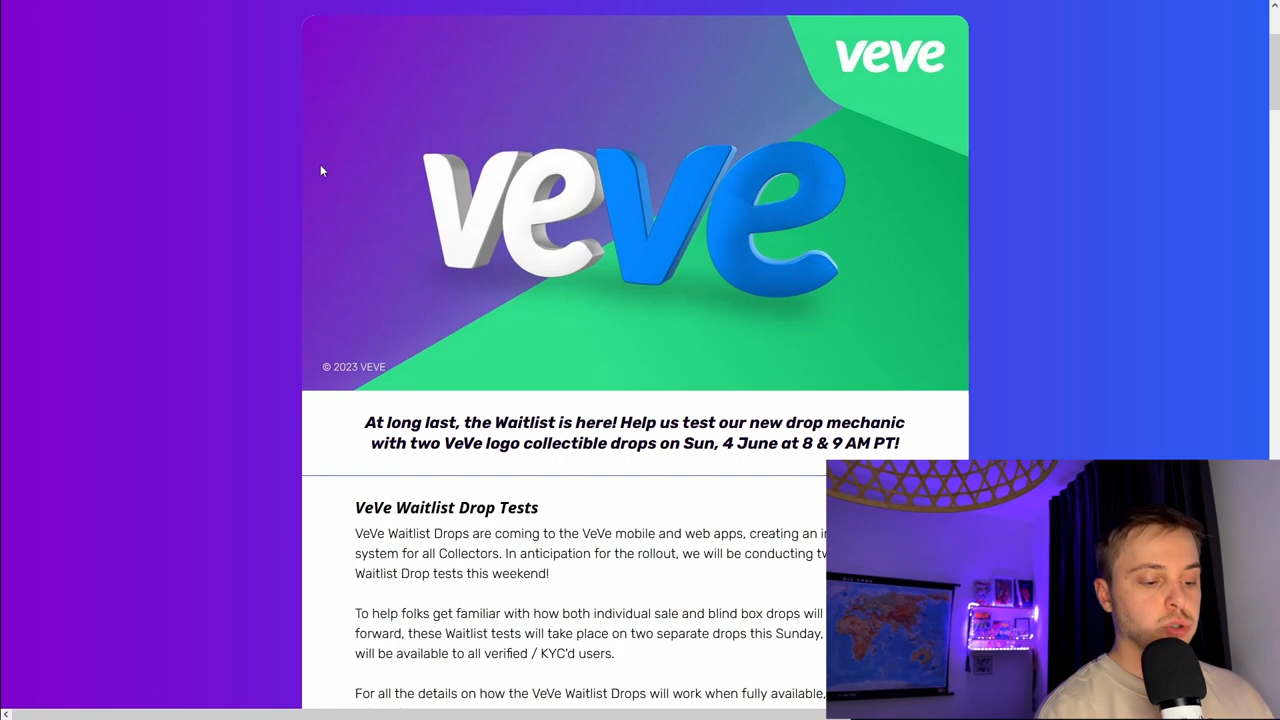 veve
veve
© 2023 VEVE
At long last, the Waitlist is here! Help us test our new drop mechanic
with two VeVe logo collectible drops on Sun, 4 June at 8 & 9 AM PT!
VeVe Waitlist Drop Tests
VeVe Waitlist Drops are coming to the VeVe mobile and web apps, creating an
system for all Collectors. In anticipation for the rollout, we will be conducting
Waitlist Drop tests this weekend!
To help folks get familiar with how both individual sale and blind box drops will
forward, these Waitlist tests will take place on two separate drops this Sunday,
will be available to all verified / KYC'd users.
For all the details on how the VeVe Waitlist Drops will work when fully available,